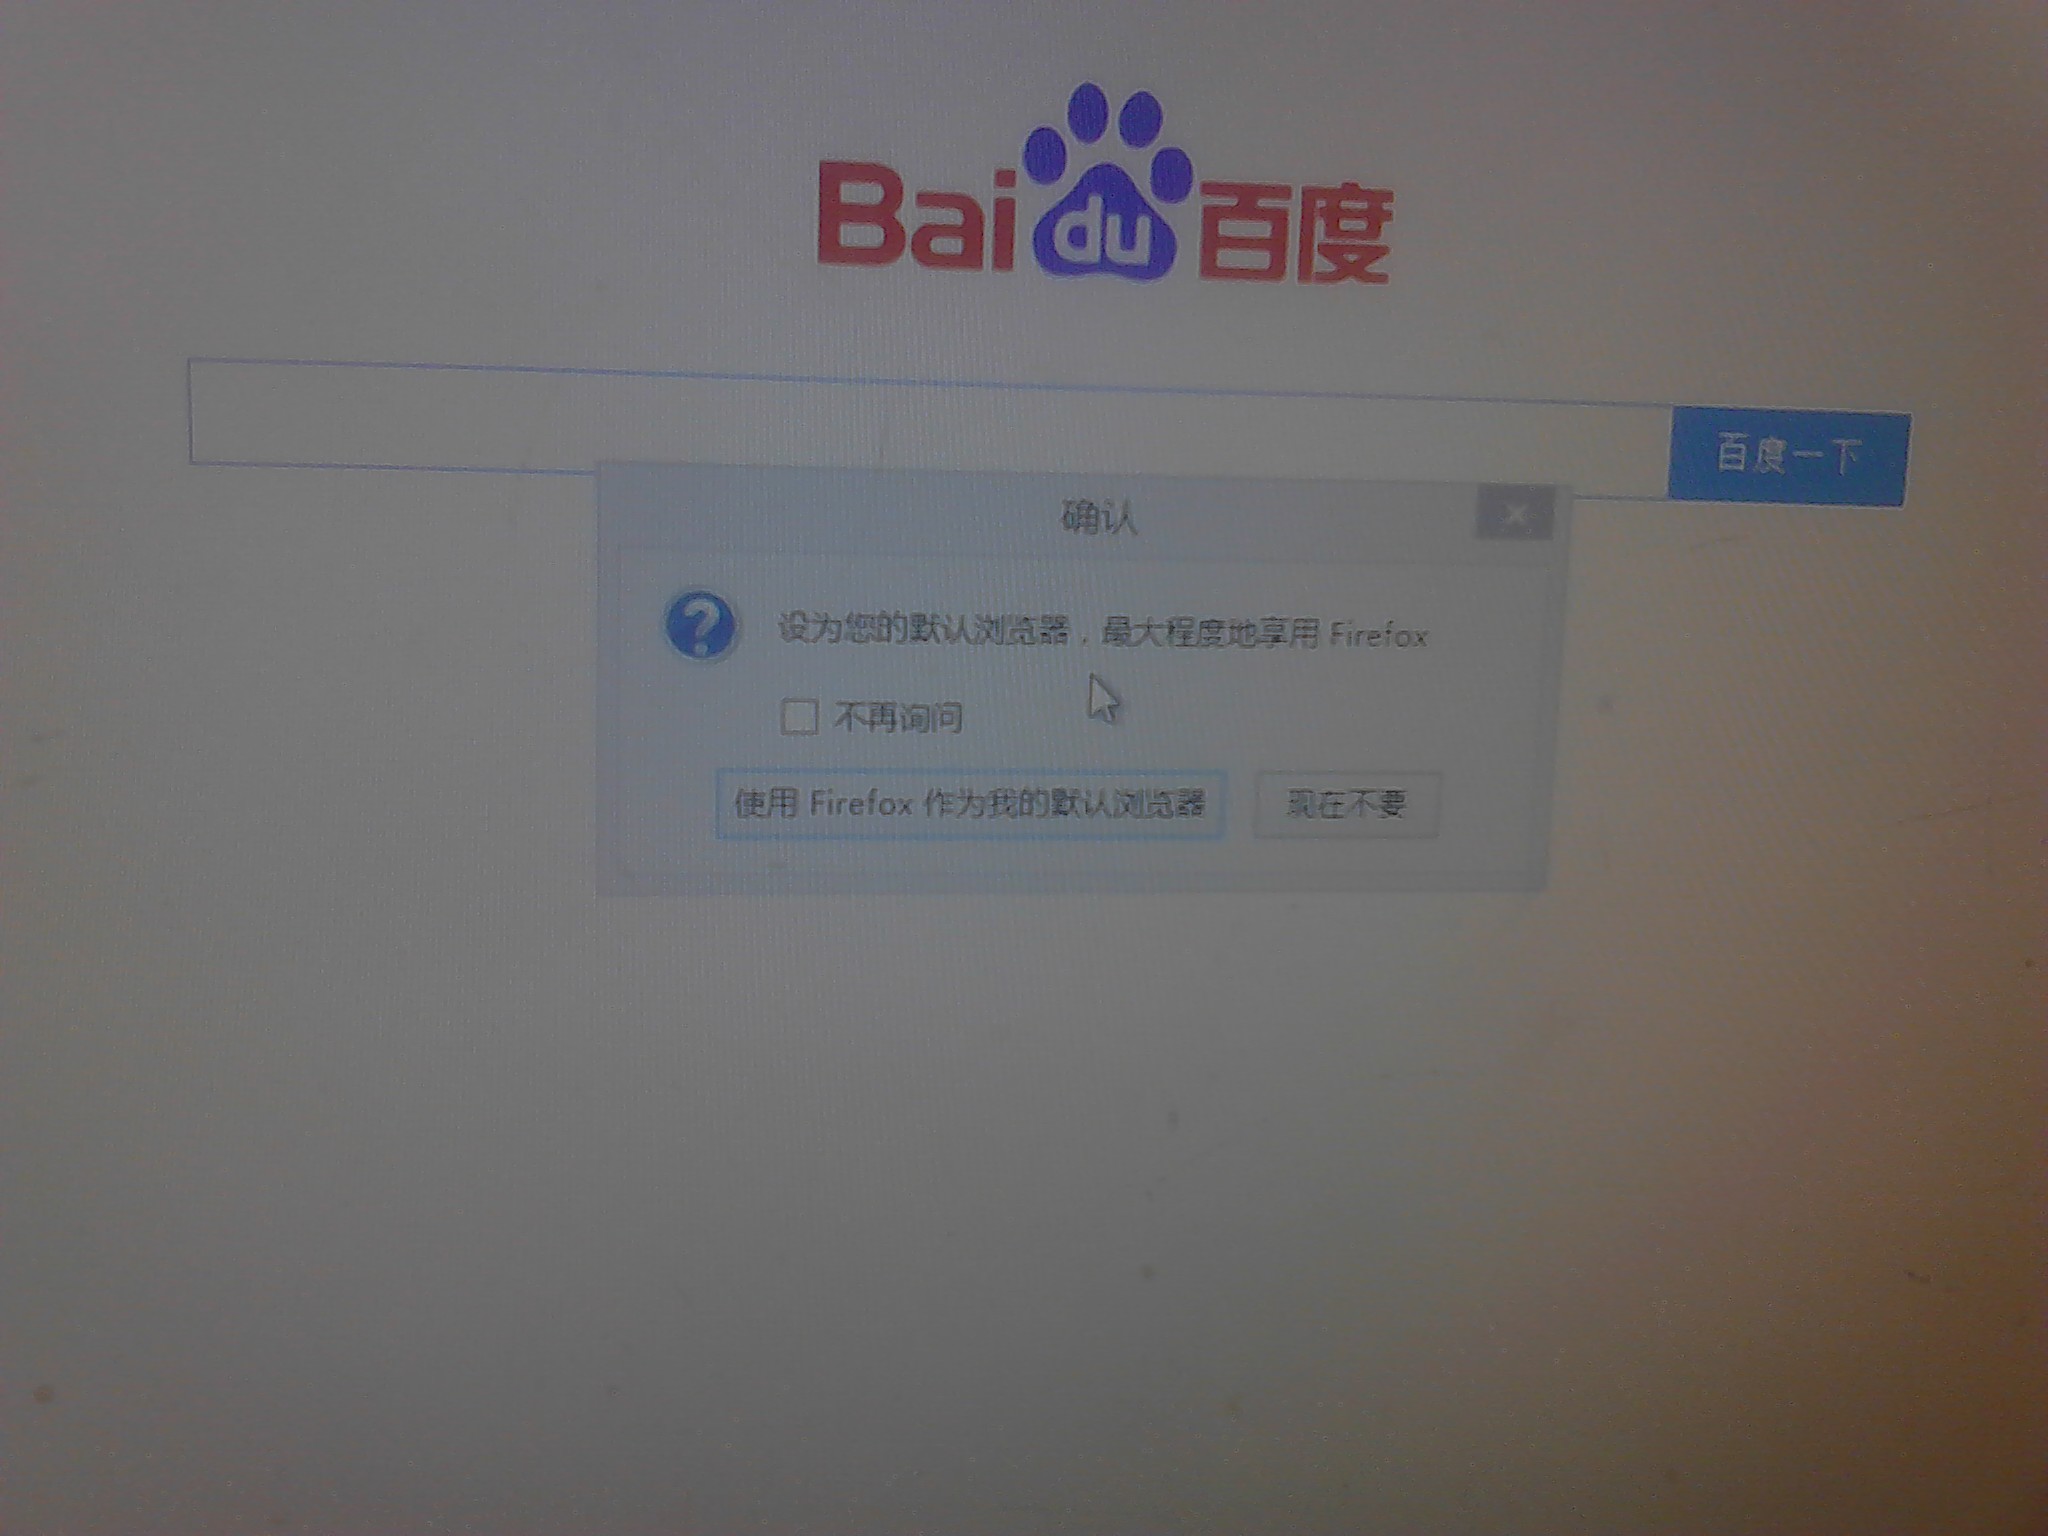 Baidu百度
百度一下
确认
设为您的默认浏览器，最大程度地享用 Firefox
不再询问
使用 Firefox 作为我的默认浏览器
现在不要